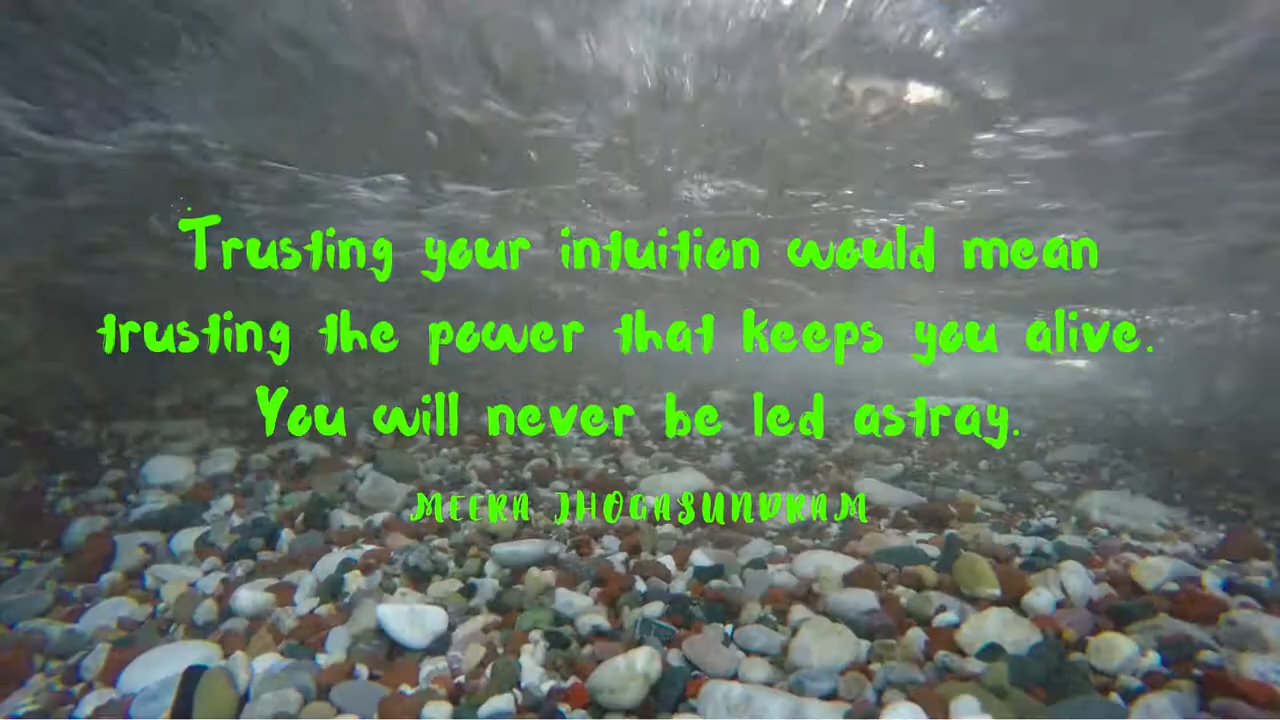 Trusting your intuition would mean
trusting the power that keeps you alive.
You will never be led astray.
MEERA JHOGASUNDRAM